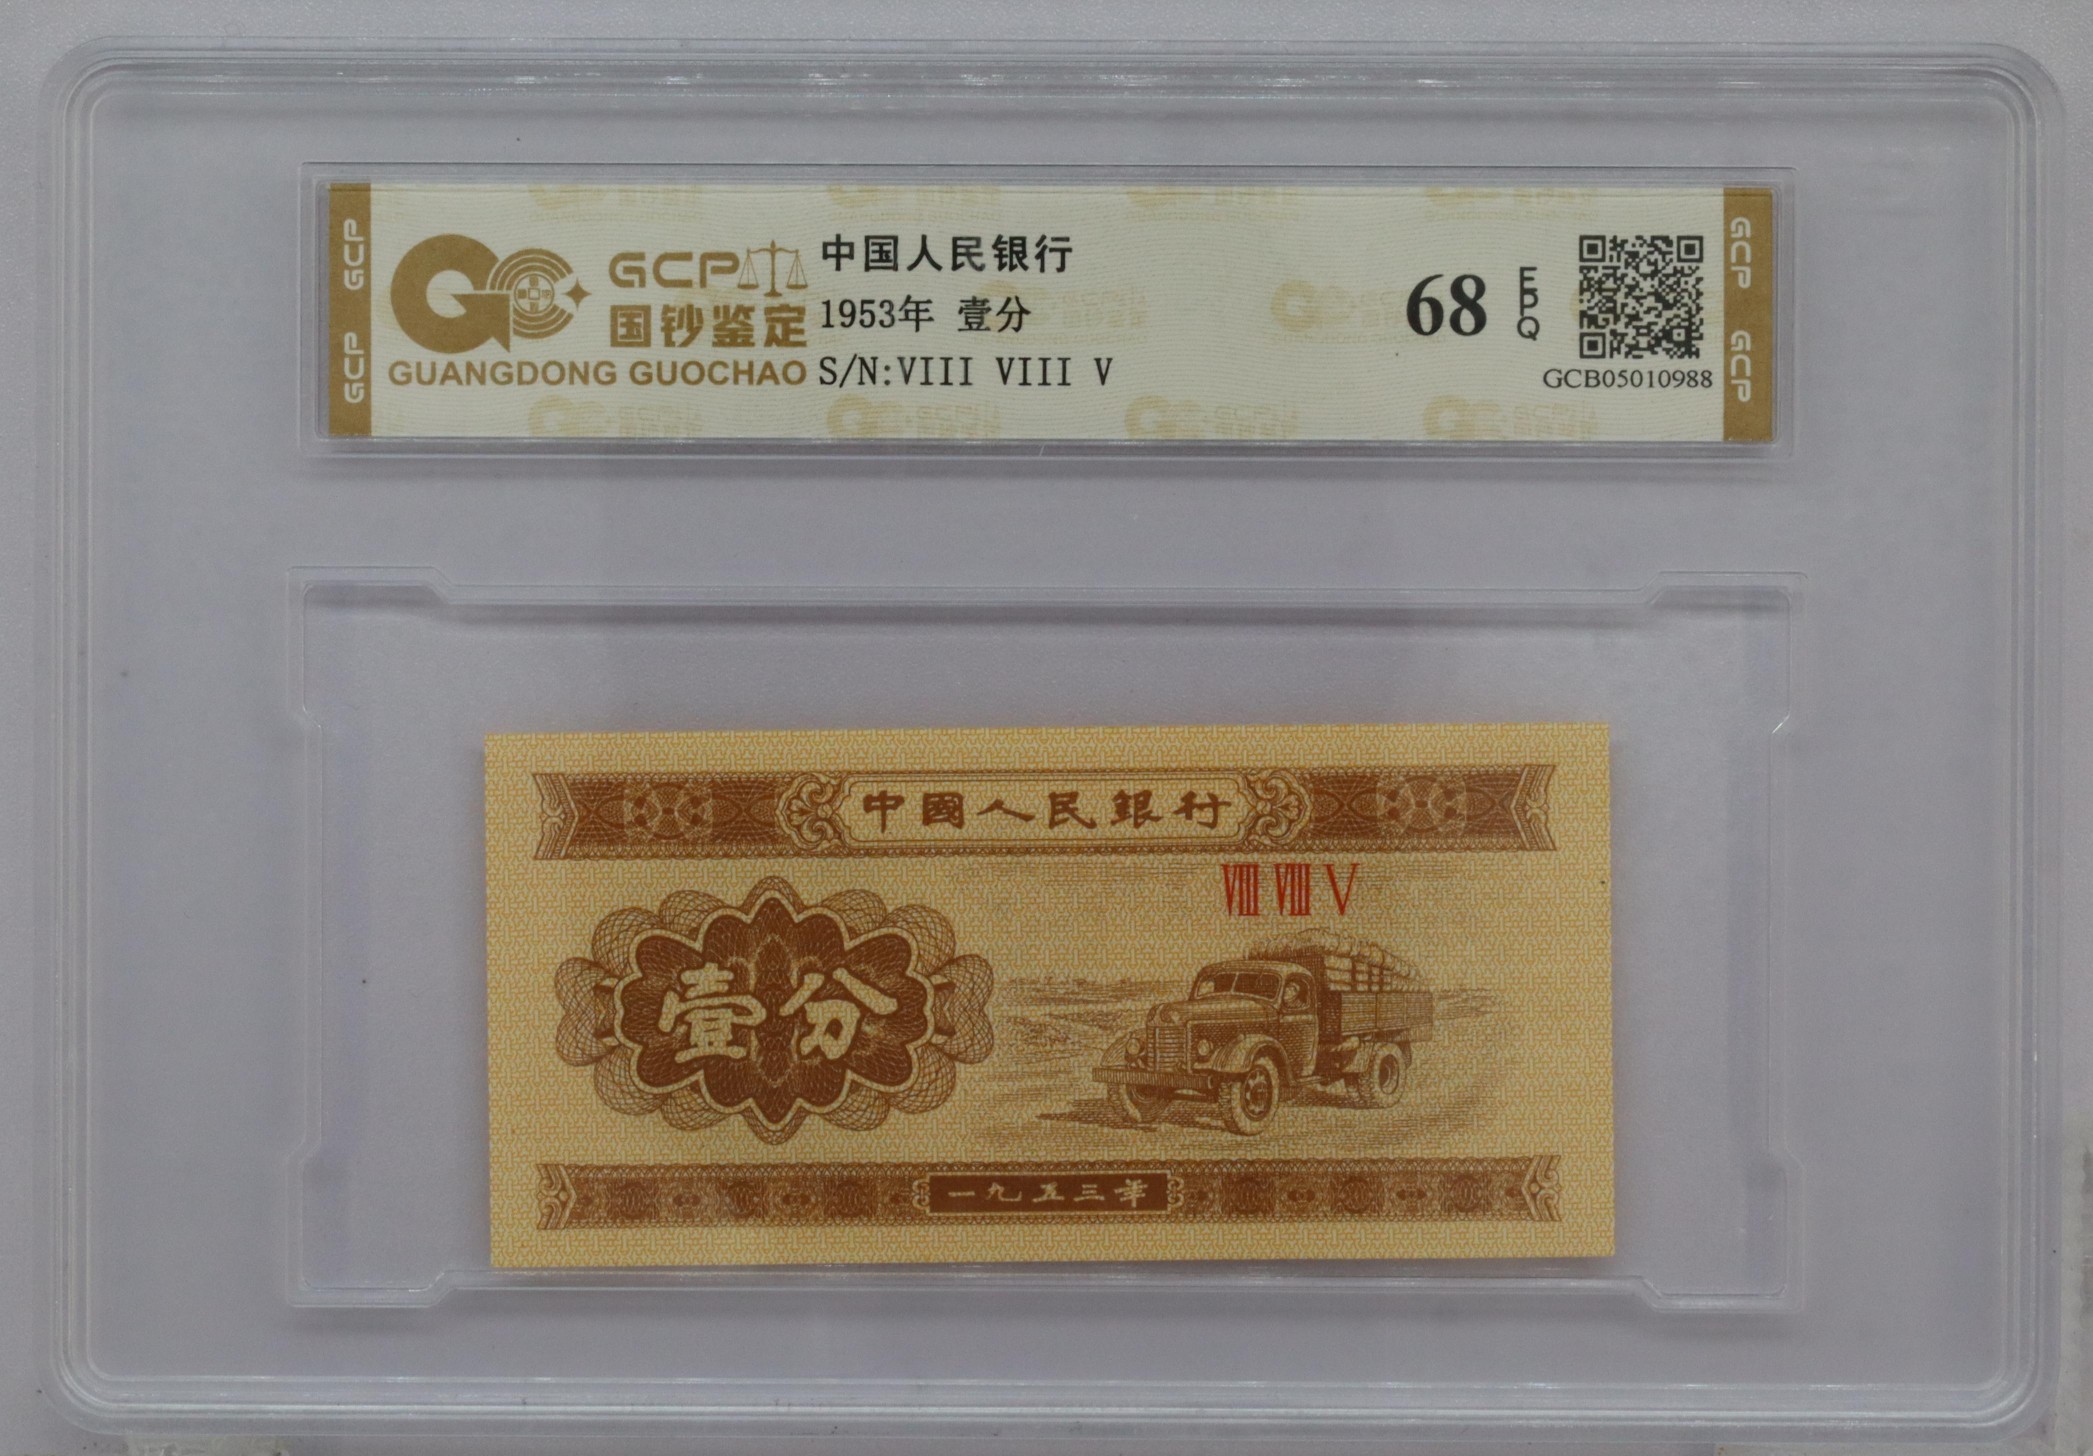 GCP
GCP
GCP
国钞鉴定
GUANGDONG GUOCHAO
中国人民银行
1953年 壹分
S/N:VIII VIII V
68
EPQ
GCB05010988
GCP
GCP
中國人民銀行
VIII VIII V
壹分
一九五三年